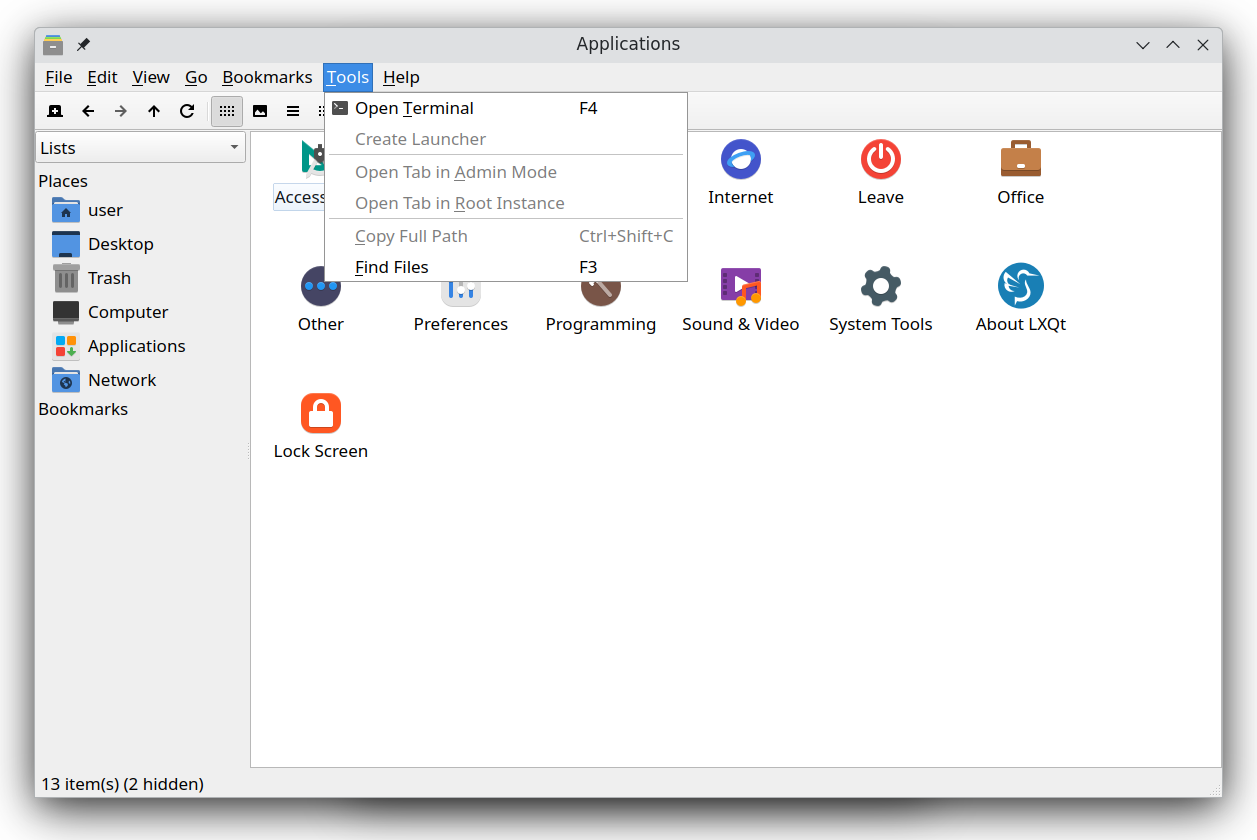 Applications
File Edit View Go Bookmarks Tools Help
Open Terminal F4
Create Launcher
Open Tab in Admin Mode
Open Tab in Root Instance
Copy Full Path Ctrl+Shift+C
Find Files F3
Lists
Places
user
Desktop
Trash
Computer
Applications
Network
Bookmarks
Internet Leave Office
Other Preferences Programming Sound & Video System Tools About LXQt
Lock Screen
13 item(s) (2 hidden)